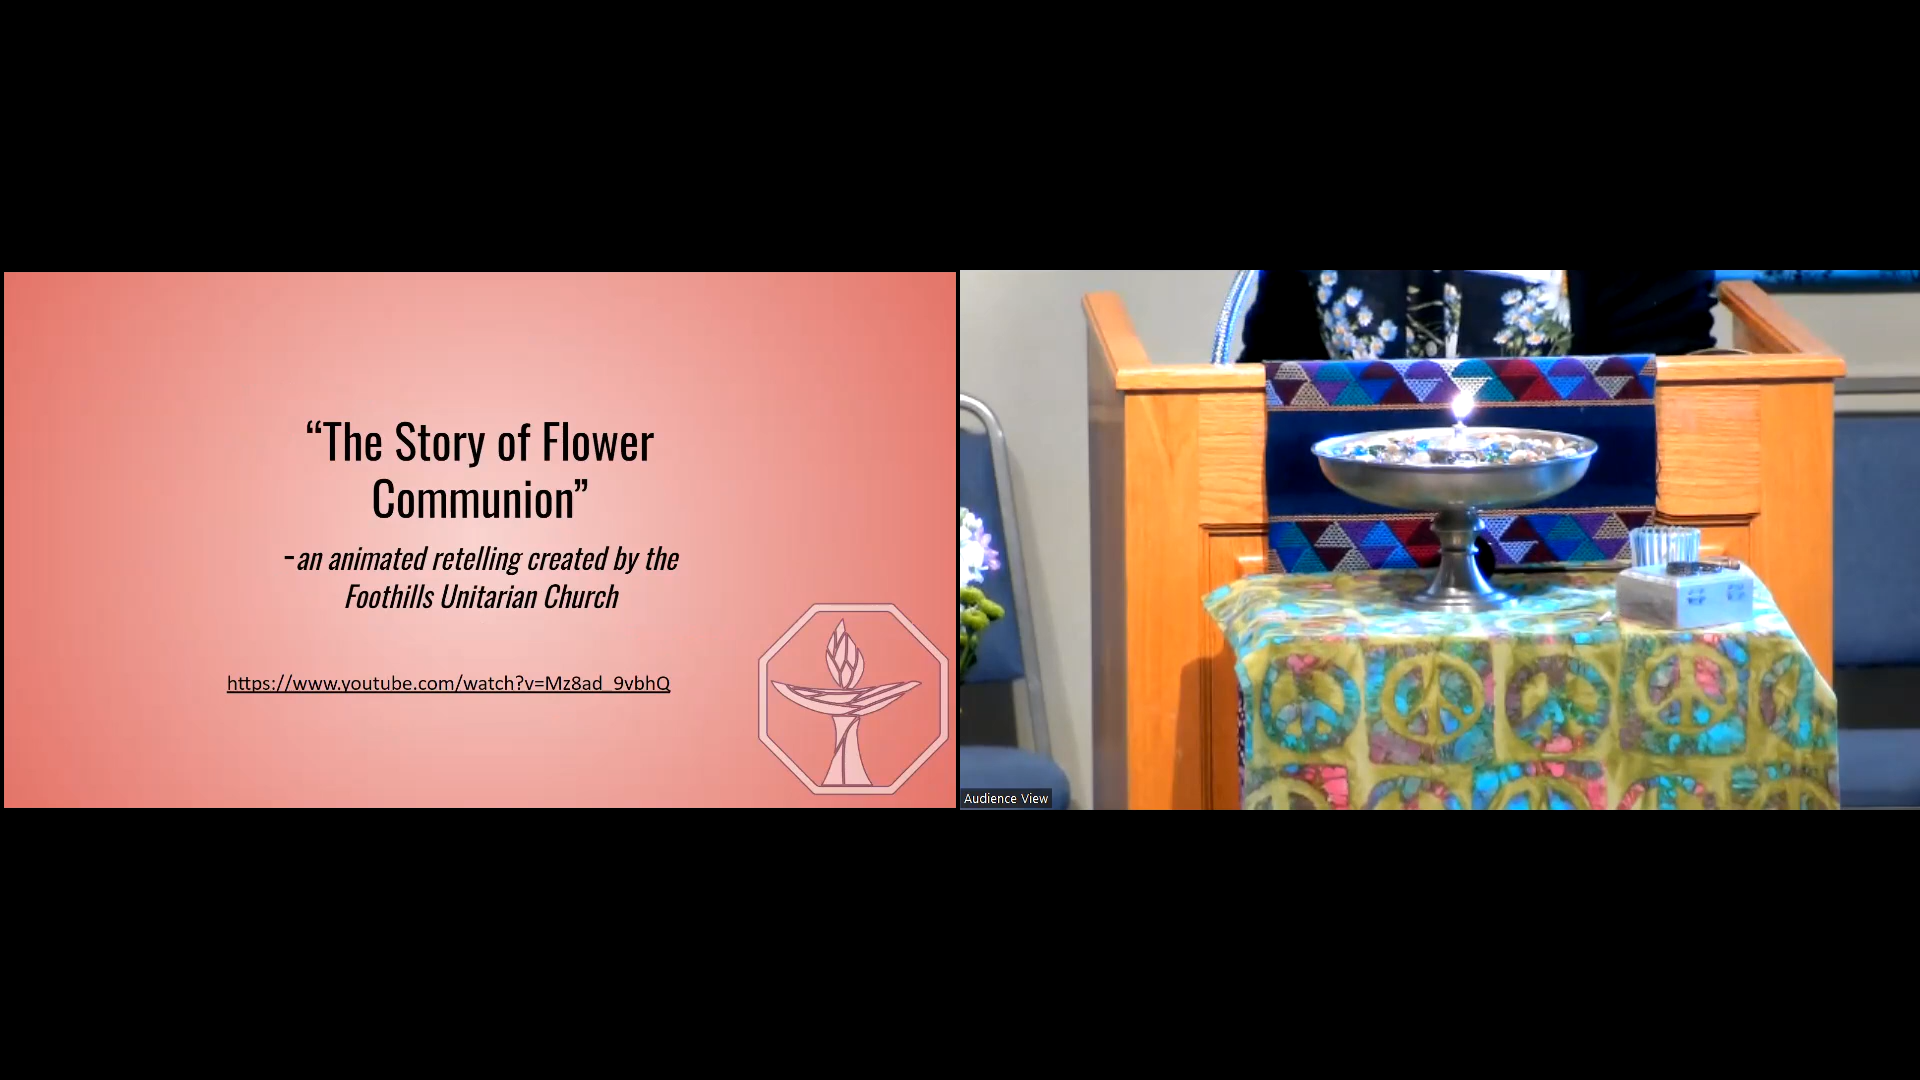 “The Story of Flower
Communion”
-an animated retelling created by the
Foothills Unitarian Church
https://www.youtube.com/watch?v=Mz8ad_9vbhQ
Audience View